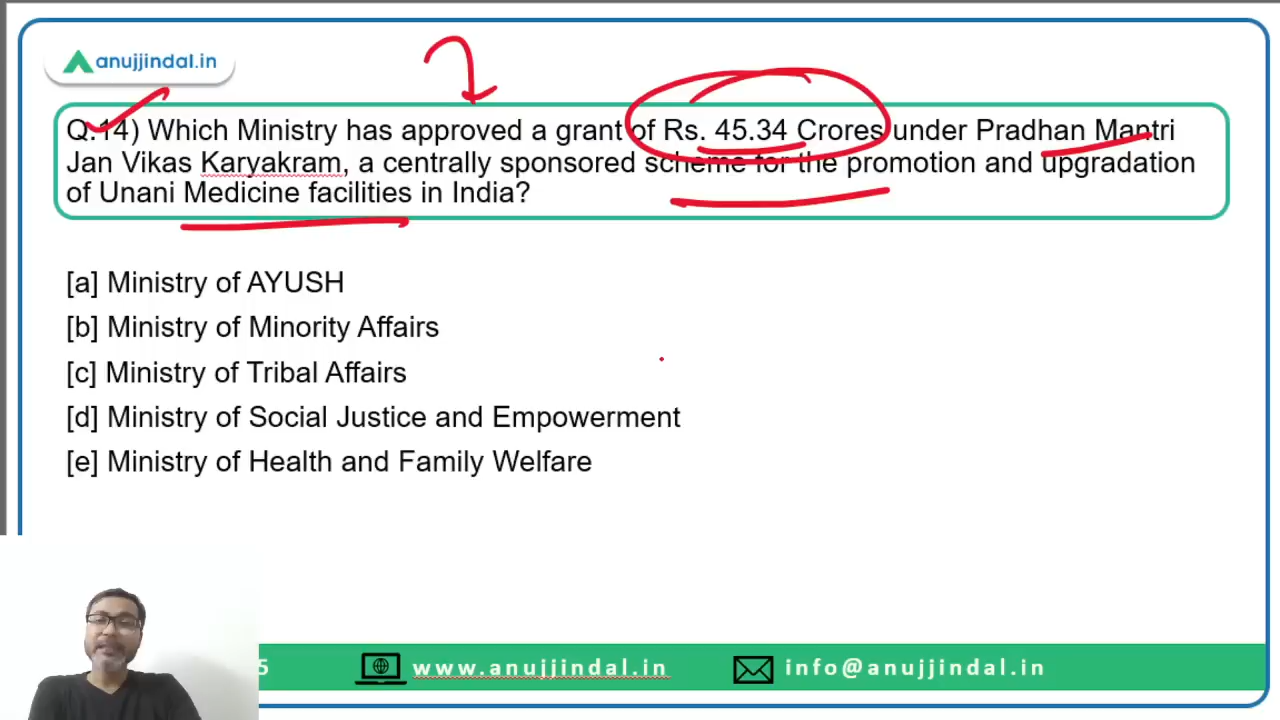 anujjindal.in
Q.14) Which Ministry has approved a grant of Rs. 45.34 Crores under Pradhan Mantri
Jan Vikas Karyakram, a centrally sponsored scheme for the promotion and upgradation
of Unani Medicine facilities in India?
[a] Ministry of AYUSH
[b] Ministry of Minority Affairs
[c] Ministry of Tribal Affairs
[d] Ministry of Social Justice and Empowerment
[e] Ministry of Health and Family Welfare
5 www.anujjindal.in info@anujjindal.in